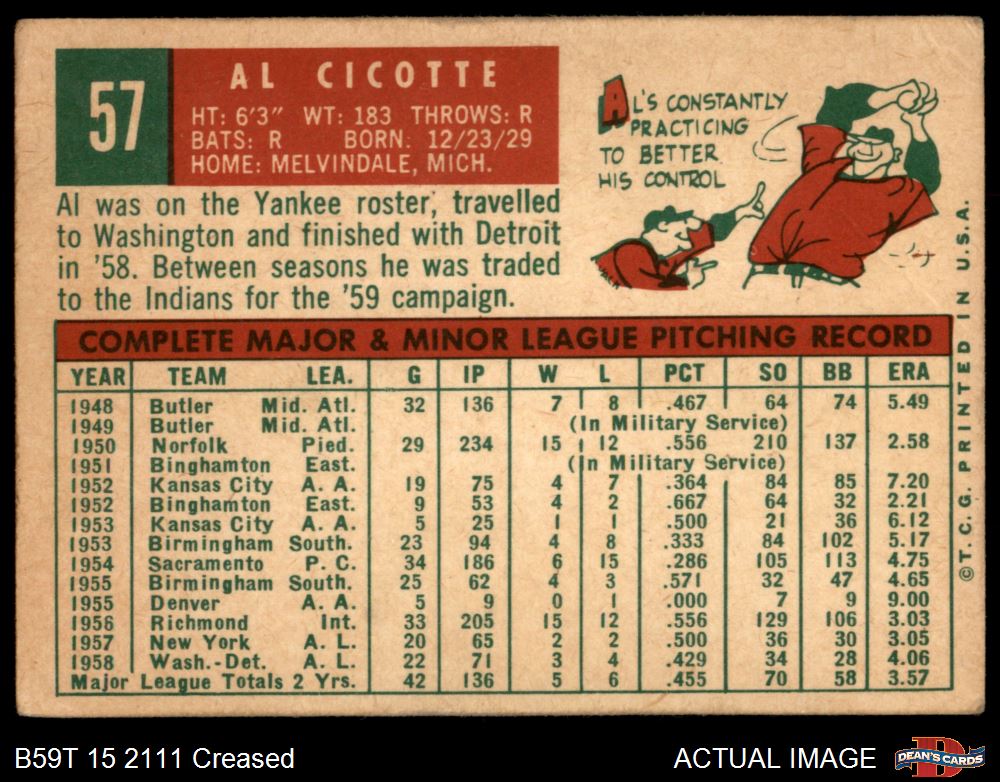 57
AL CICOTTE
HT: 6'3" WT: 183 THROWS: R
BATS: R BORN: 12/23/29
HOME: MELVINDALE, MICH.
Al was on the Yankee roster, travelled
to Washington and finished with Detroit
in '58. Between seasons he was traded
to the Indians for the '59 campaign.
AL'S CONSTANTLY
PRACTICING
TO BETTER
HIS CONTROL
COMPLETE MAJOR & MINOR LEAGUE PITCHING RECORD
YEAR TEAM LEA. G IP W L PCT SO BB ERA
1948 Butler Mid. Atl. 32 136 7 8 .467 64 74 5.49
1949 Butler Mid. Atl. (In Military Service)
1950 Norfolk Pied. 29 234 15 12 .556 210 137 2.58
1951 Binghamton East. (In Military Service)
1952 Kansas City A. A. 19 75 4 7 .364 84 85 7.20
1952 Binghamton East. 9 53 4 2 .667 64 32 2.21
1953 Kansas City A. A. 5 25 1 1 .500 21 36 6.12
1953 Birmingham South. 23 94 4 8 .333 84 102 5.17
1954 Sacramento P. C. 34 186 6 15 .286 105 113 4.75
1955 Birmingham South. 25 62 4 3 .571 32 47 4.65
1955 Denver A. A. 5 9 0 1 .000 7 9 9.00
1956 Richmond Int. 33 205 15 12 .556 129 106 3.03
1957 New York A. L. 20 65 2 2 .500 36 30 3.05
1958 Wash.-Det. A. L. 22 71 3 4 .429 34 28 4.06
Major League Totals 2 Yrs. 42 136 5 6 .455 70 58 3.57
©T.C.G. PRINTED IN U.S.A.
B59T 15 2111 Creased
ACTUAL IMAGE
D
DEAN'S CARDS